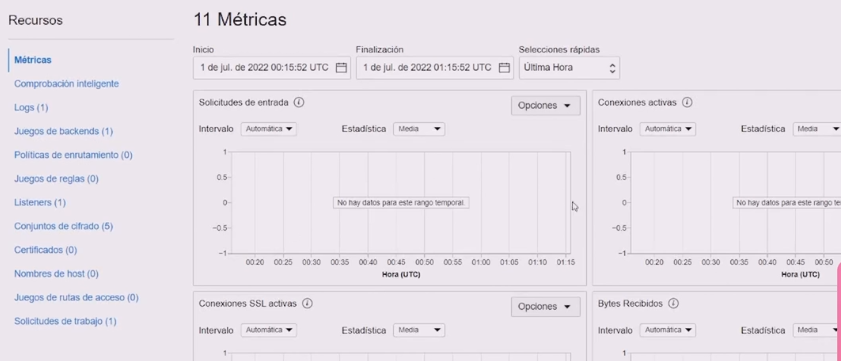 Recursos
Métricas
Comprobación inteligente
Logs (1)
Juegos de backends (1)
Políticas de enrutamiento (0)
Juegos de reglas (0)
Listeners (1)
Conjuntos de cifrado (5)
Certificados (0)
Nombres de host (0)
Juegos de rutas de acceso (0)
Solicitudes de trabajo (1)
11 Métricas
Inicio Finalización Selecciones rápidas
1 de jul. de 2022 00:15:52 UTC 1 de jul. de 2022 01:15:52 UTC Última Hora
Solicitudes de entrada Opciones
Intervalo Automática Estadística Media
1
0.5
0
−0.5
−1
No hay datos para este rango temporal.
00:20 00:25 00:30 00:35 00:40 00:45 00:50 00:55 01:00 01:05 01:10 01:15
Hora (UTC)
Conexiones activas
Intervalo Automática Estadística Media
1
0.5
0
−0.5
−1
No hay datos para este rango te
00:20 00:25 00:30 00:35 00:40 00:45 00:50
Hora (UTC)
Conexiones SSL activas Opciones
Intervalo Automática Estadística Media
1
Bytes Recibidos
Intervalo Automática Estadística Media
1